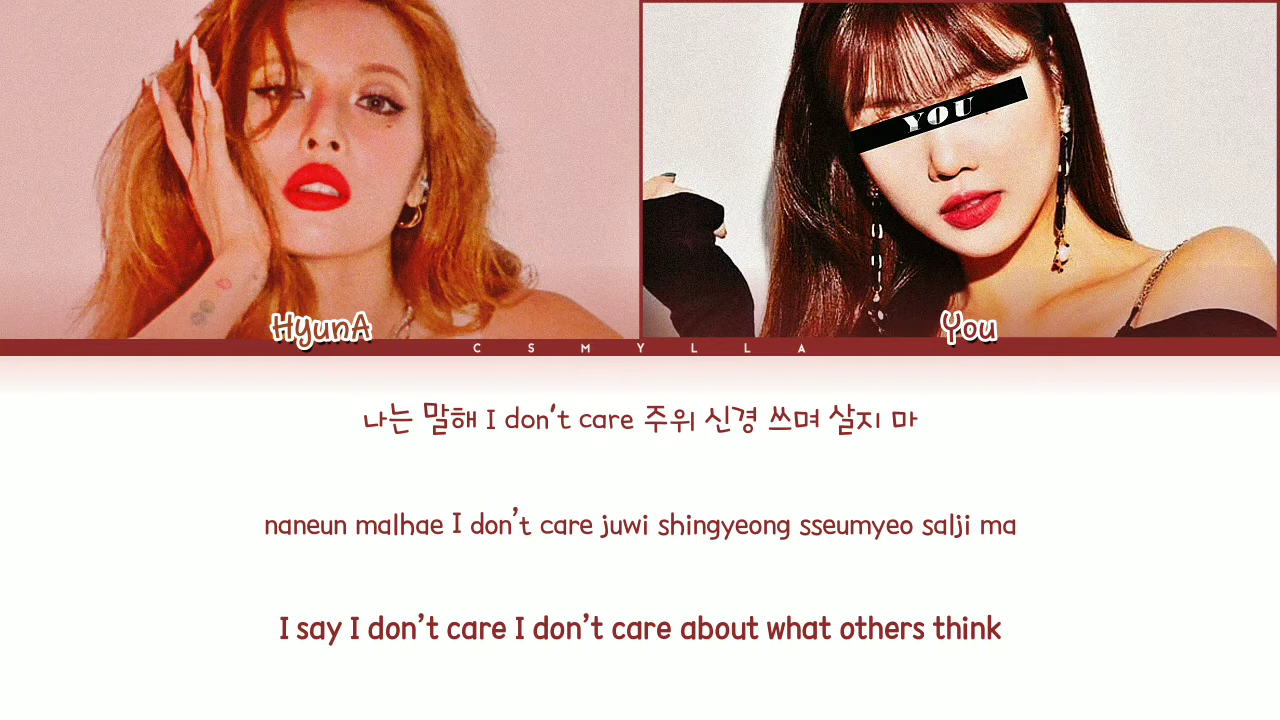 YOU
HyunA
You
CSMYLLA
나는 말해 I don't care 주위 신경 쓰며 살지 마
naneun malhae I don't care juwi shingyeong sseumyeo salji ma
I say I don't care I don't care about what others think